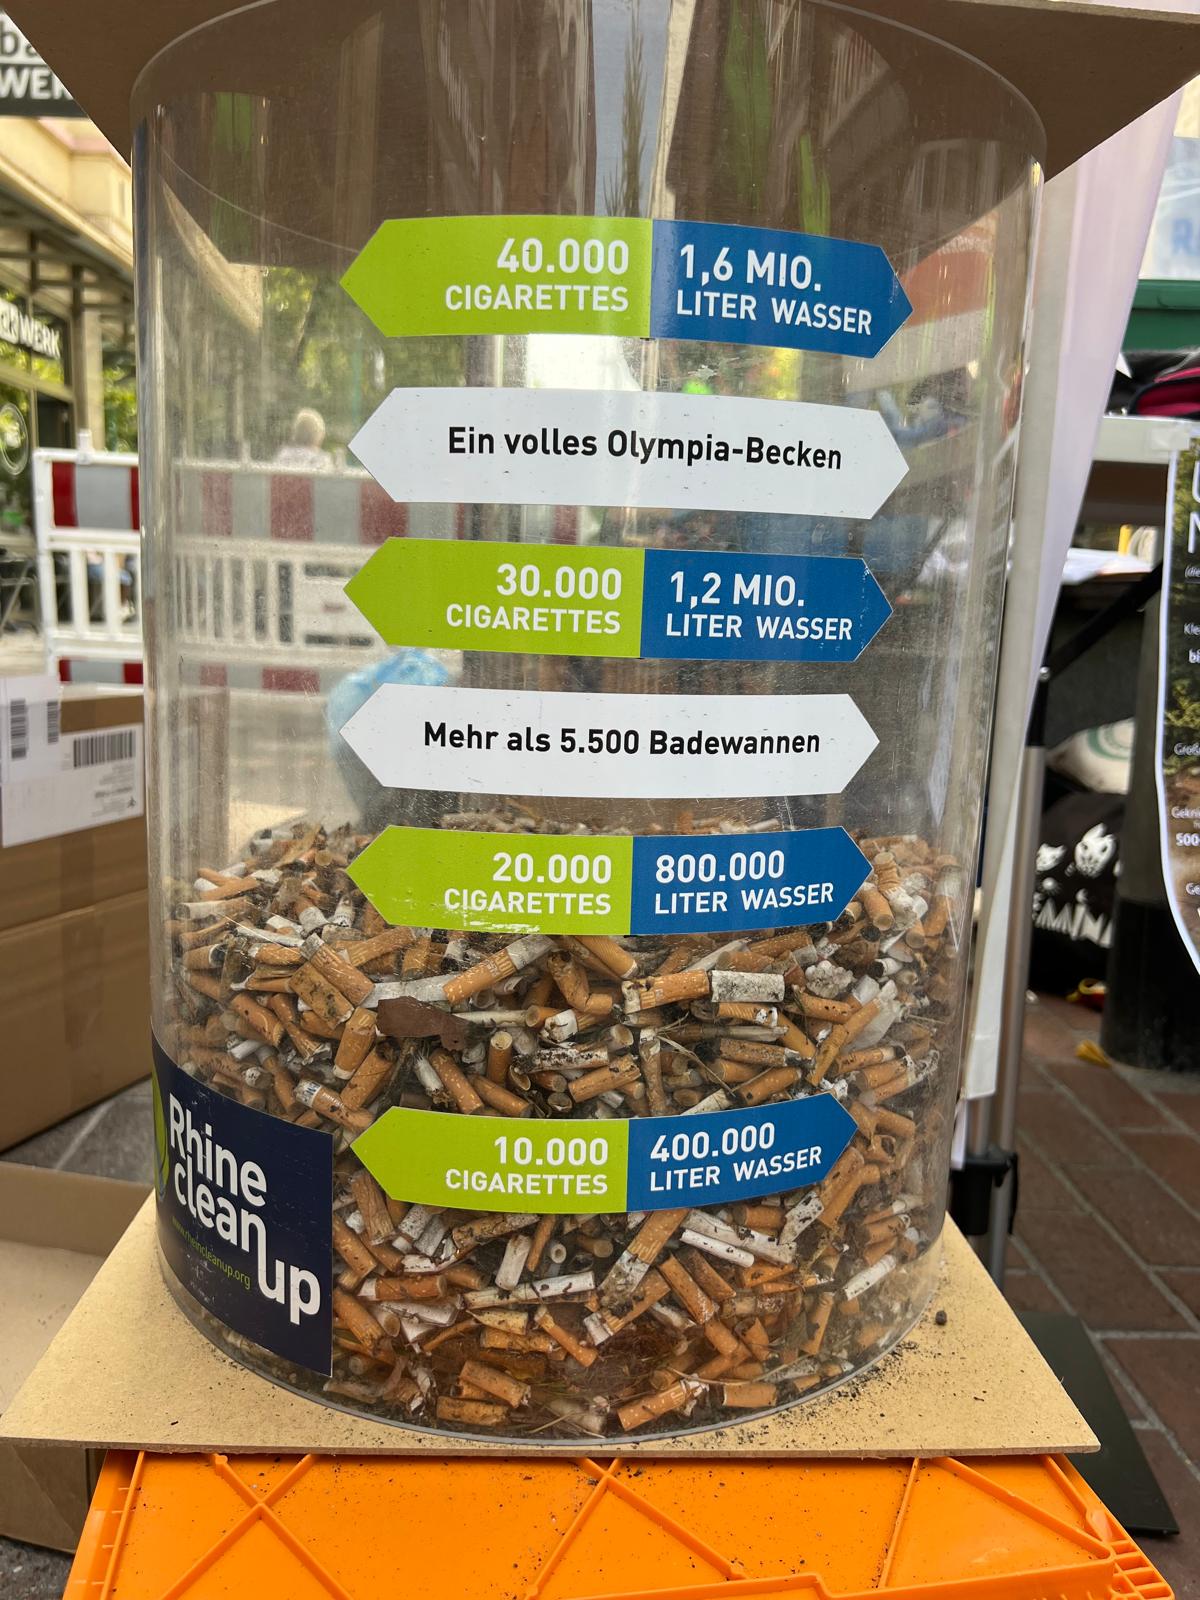 WERK
40.000
CIGARETTES
1,6 MIO.
LITER WASSER
Ein volles Olympia-Becken
30.000
CIGARETTES
1,2 MIO.
LITER WASSER
Mehr als 5.500 Badewannen
20.000
CIGARETTES
800.000
LITER WASSER
10.000
CIGARETTES
400.000
LITER WASSER
Rhine
clean
up
www.rheincleanup.org